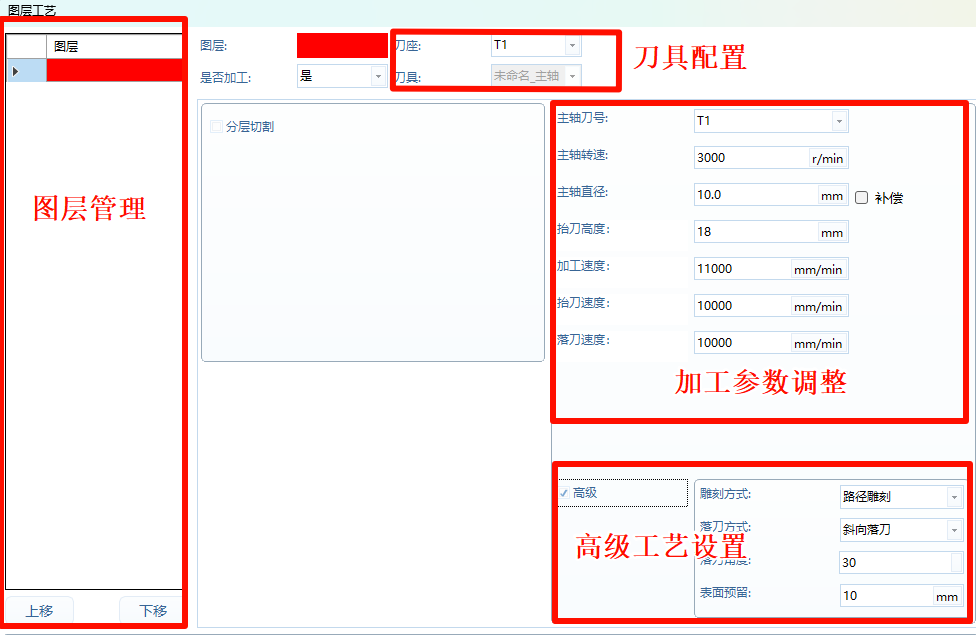 图层工艺
图层
图层:
是否加工:
是
刀座:
T1
刀具:
未命名_主轴
刀具配置
分层切割
图层管理
主轴刀号:
T1
主轴转速:
3000
r/min
主轴直径:
10.0
mm
补偿
抬刀高度:
18
mm
加工速度:
11000
mm/min
抬刀速度:
10000
mm/min
落刀速度:
10000
mm/min
加工参数调整
高级
高级工艺设置
雕刻方式:
路径雕刻
落刀方式:
斜向落刀
落刀角度:
30
表面预留:
10
mm
上移
下移